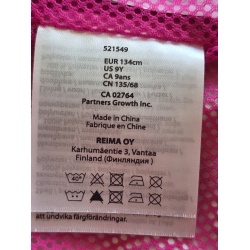 521549
EUR 134cm
US 9Y
CA 9ans
CN 135/68
CA 02764
Partners Growth Inc.
Made in China
Fabriqué en Chine
REIMA OY
Karhumäentie 3, Vantaa
Finland (Финляндия )
att undvika färgförändringar.